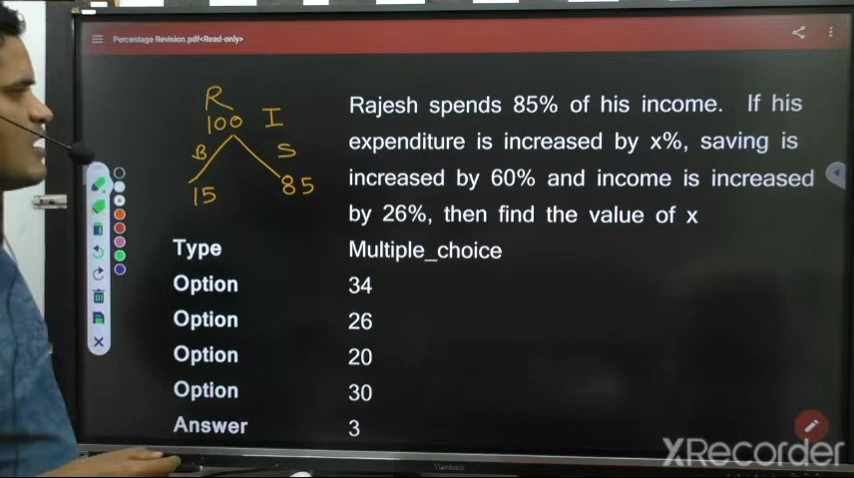 Percentage Revision.pdf<Read-only>
R
100 I
B S
15 85
Rajesh spends 85% of his income. If his
expenditure is increased by x%, saving is
increased by 60% and income is increased
by 26%, then find the value of x
Type Multiple_choice
Option 34
Option 26
Option 20
Option 30
Answer 3
XRecorder
ViewSonic